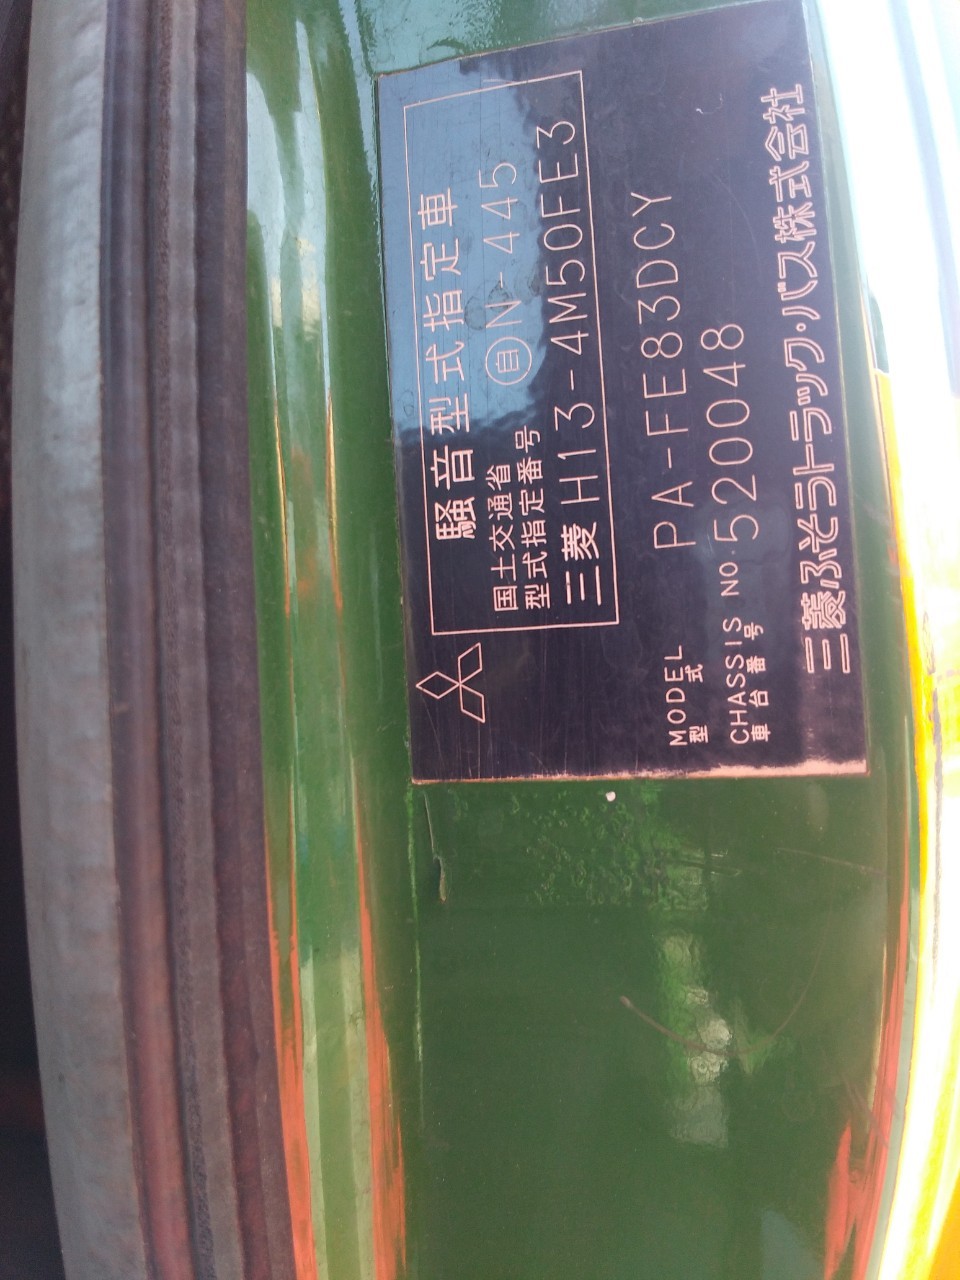 騒音型式指定車
国土交通省
型式指定番号 ㊐N-445
三菱 H13-4M50FE3
MODEL
型式 PA-FE83DCY
CHASSIS NO.
車台番号 520048
三菱ふそうトラック・バス株式会社